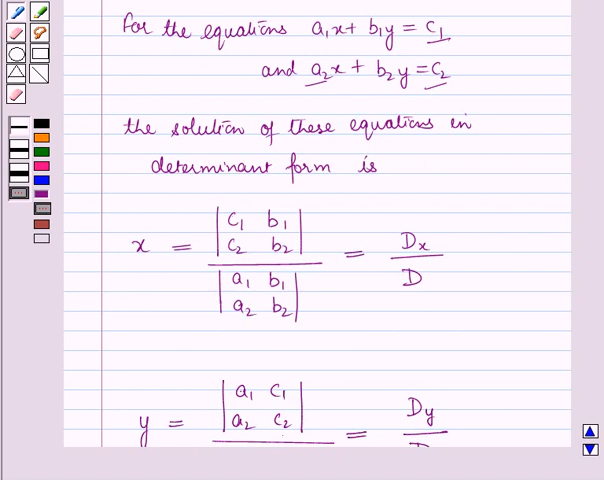 For the equations a₁x + b₁y = c₁
and a₂x + b₂y = c₂
the solution of these equations in
determinant form is
x = |c₁ b₁; c₂ b₂| / |a₁ b₁; a₂ b₂| = Dx / D
y = |a₁ c₁; a₂ c₂| / = Dy /